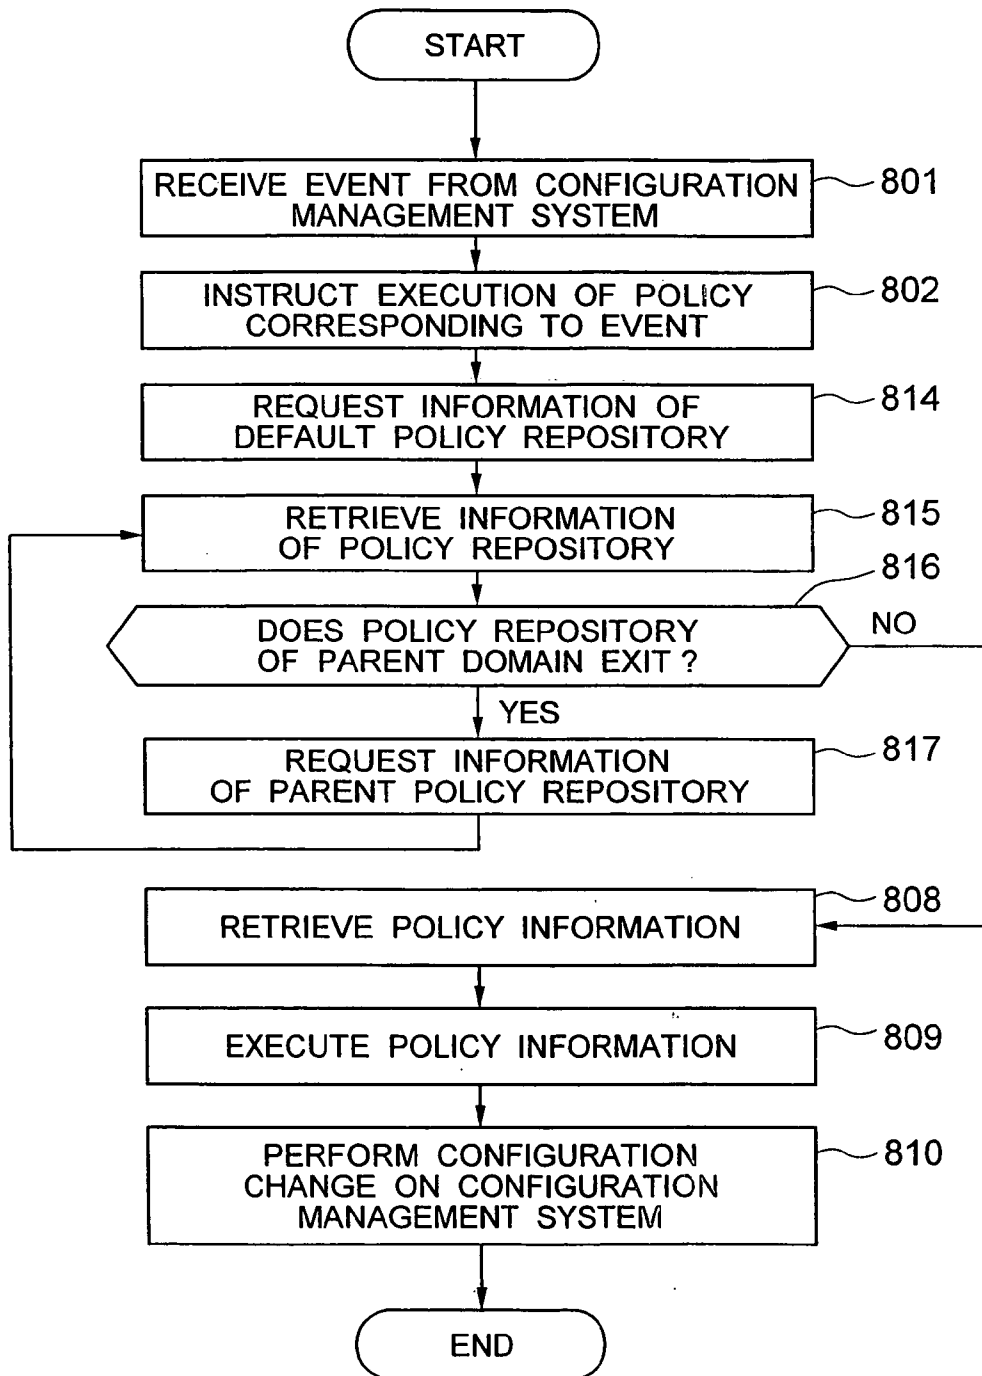 START
RECEIVE EVENT FROM CONFIGURATION
MANAGEMENT SYSTEM
801
INSTRUCT EXECUTION OF POLICY
CORRESPONDING TO EVENT
802
REQUEST INFORMATION OF
DEFAULT POLICY REPOSITORY
814
RETRIEVE INFORMATION
OF POLICY REPOSITORY
815
816
DOES POLICY REPOSITORY
OF PARENT DOMAIN EXIT ?
NO
YES
REQUEST INFORMATION
OF PARENT POLICY REPOSITORY
817
RETRIEVE POLICY INFORMATION
808
EXECUTE POLICY INFORMATION
809
PERFORM CONFIGURATION
CHANGE ON CONFIGURATION
MANAGEMENT SYSTEM
810
END